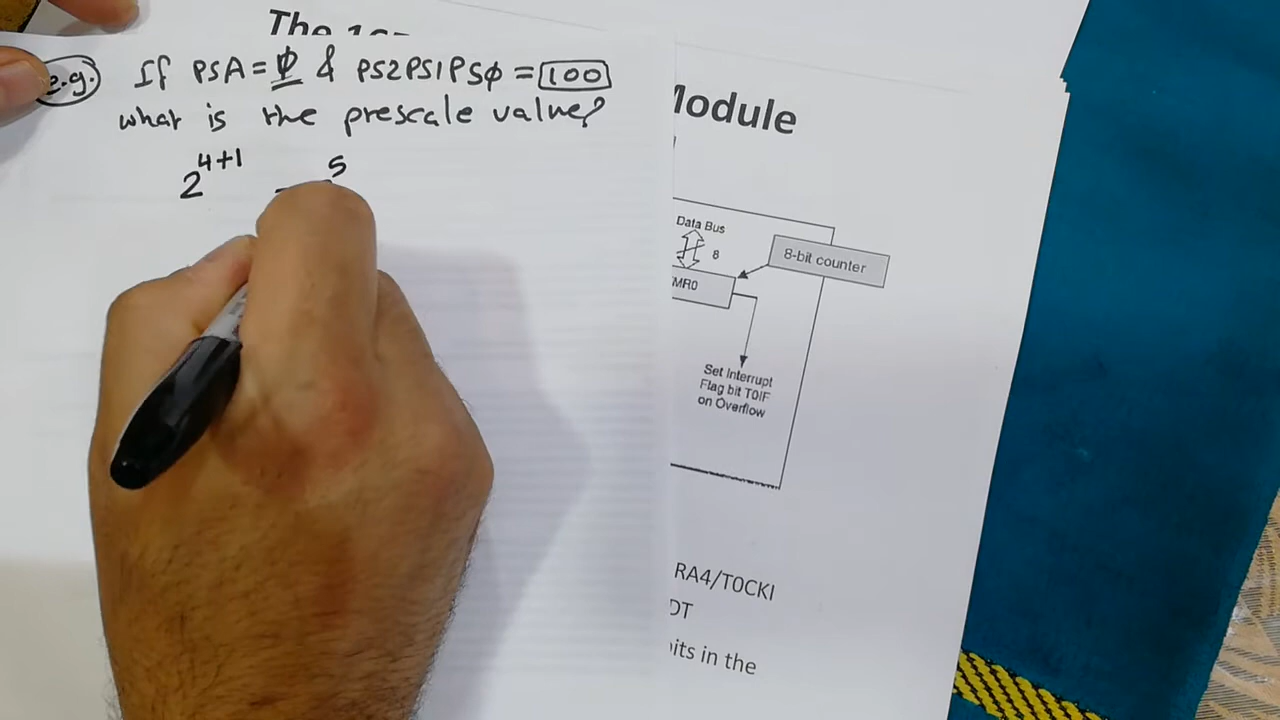 The
e.g. If PSA = φ & PS2PS1PSφ = 100
what is the prescale value?
2^4+1 = 5
Module
Data Bus
8
8-bit counter
MR0
Set Interrupt
Flag bit T0IF
on Overflow
RA4/T0CKI
DT
bits in the